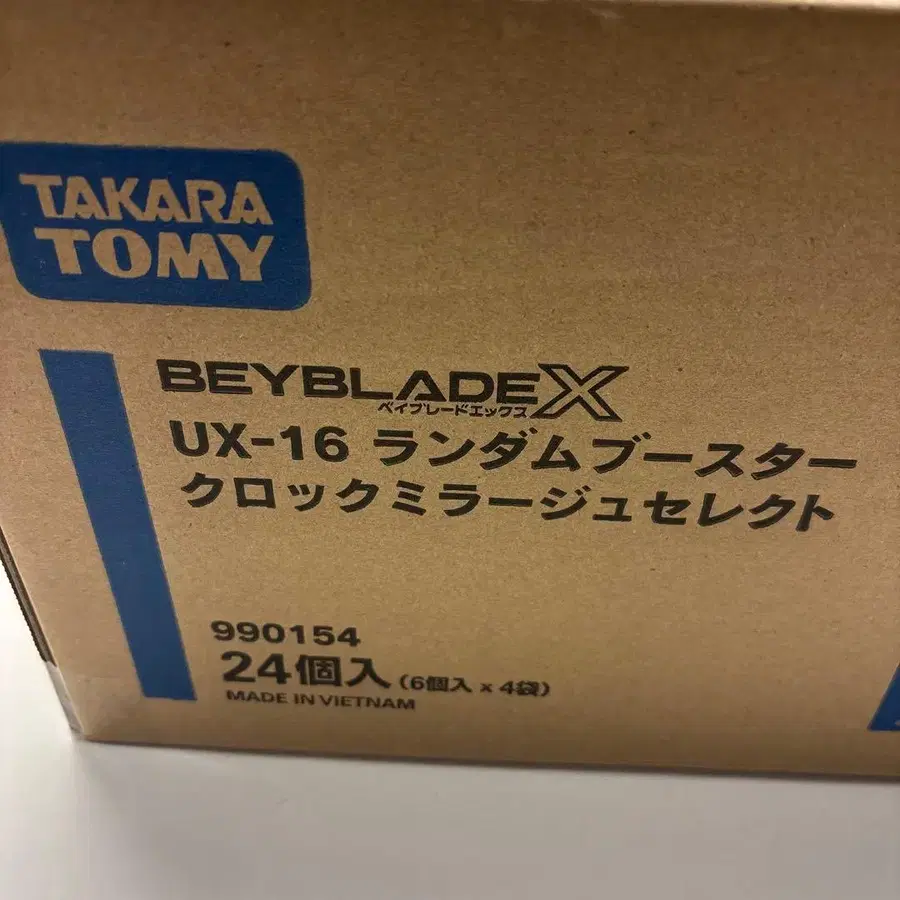 TAKARA
TOMY
BEYBLADE X
ベイブレードエックス
UX-16 ランダムブースター
クロックミラージュセレクト
990154
24個入 (6個入 x 4袋)
MADE IN VIETNAM